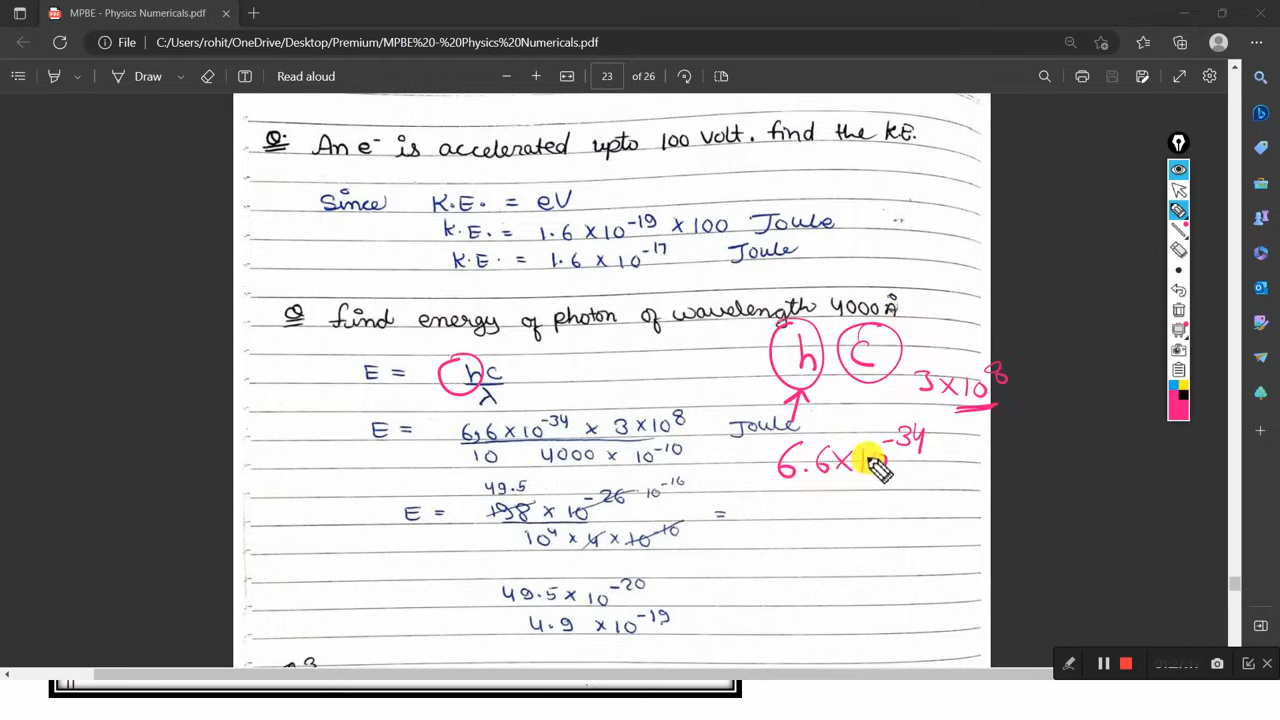 MPBE - Physics Numericals.pdf
File C:/Users/rohit/OneDrive/Desktop/Premium/MPBE%20-%20Physics%20Numericals.pdf
Draw Read aloud 23 of 26
Q. An e⁻ is accelerated upto 100 volt. find the K.E.
Since K.E. = eV
K.E. = 1.6 × 10⁻¹⁹ × 100 Joule
K.E. = 1.6 × 10⁻¹⁷ Joule
Q find energy of photon of wavelength 4000 Å
h C
E = hc/λ
3×10⁸
E = 6.6×10⁻³⁴ × 3×10⁸ Joule
10 4000 × 10⁻¹⁰
6.6×10⁻³⁴
49.5
E = 198 × 10⁻²⁶ 10⁻¹⁶ =
10⁴ × 4 × 10⁻¹⁰
49.5 × 10⁻²⁰
4.9 × 10⁻¹⁹